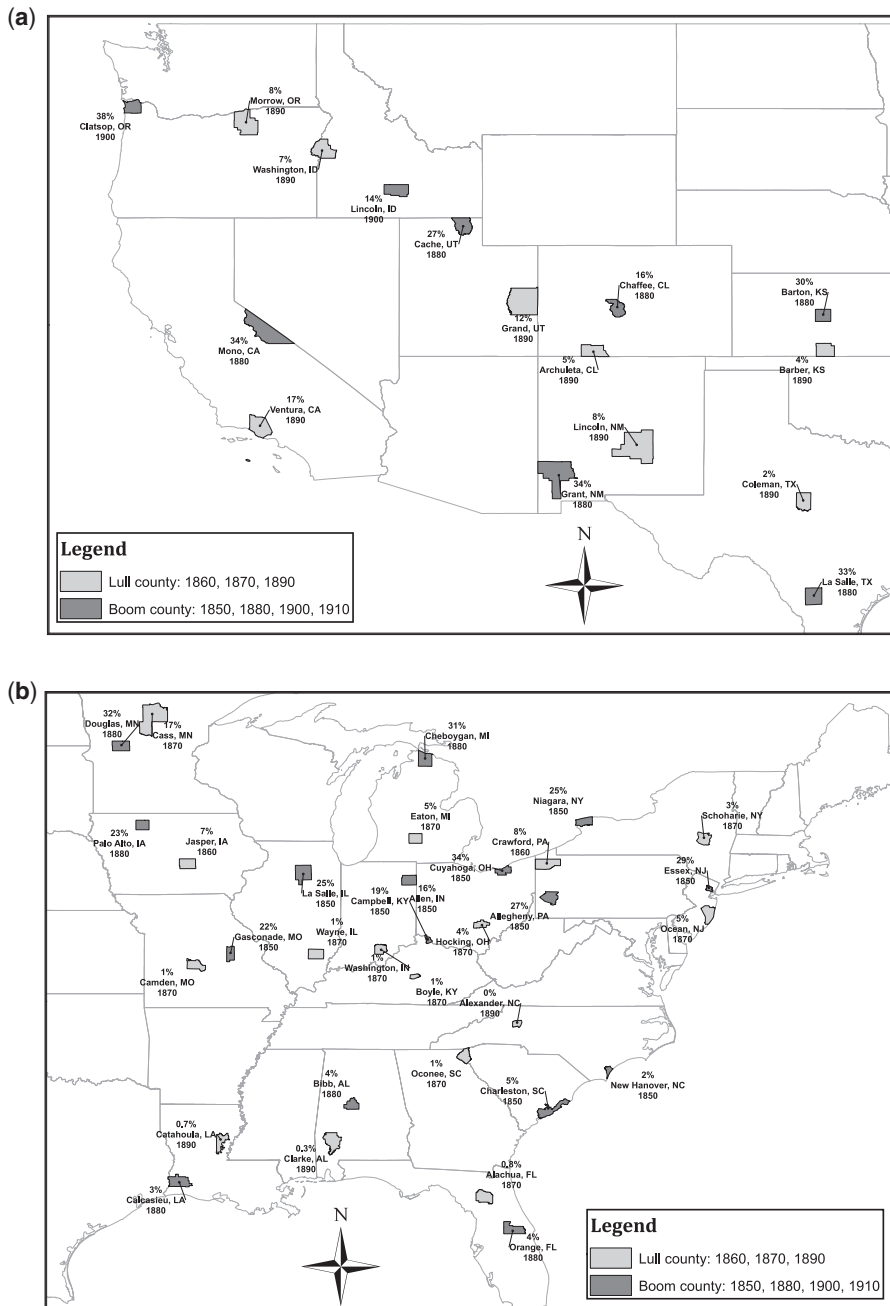 (a)
8%
Morrow, OR
1890
38%
Clatsop, OR
1900
7%
Washington, ID
1890
14%
Lincoln, ID
1900
27%
Cache, UT
1880
16%
Chaffee, CL
1880
30%
Barton, KS
1880
12%
Grand, UT
1890
34%
Mono, CA
1880
5%
Archuleta, CL
1890
4%
Barber, KS
1890
17%
Ventura, CA
1890
8%
Lincoln, NM
1890
34%
Grant, NM
1880
2%
Coleman, TX
1890
33%
La Salle, TX
1880
N
Legend
Lull county: 1860, 1870, 1890
Boom county: 1850, 1880, 1900, 1910
(b)
32%
Douglas, MN
1880
17%
Cass, MN
1870
31%
Cheboygan, MI
1880
25%
Niagara, NY
1850
3%
Schoharie, NY
1870
5%
Eaton, MI
1870
8%
Crawford, PA
1860
23%
Palo Alto, IA
1880
7%
Jasper, IA
1860
34%
Cuyahoga, OH
1850
29%
Essex, NJ
1850
25%
La Salle, IL
1850
19%
Campbell, KY
1850
16%
Allen, IN
1850
27%
Allegheny, PA
1850
5%
Ocean, NJ
1870
22%
Gasconade, MO
1850
1%
Wayne, IL
1870
4%
Hocking, OH
1870
1%
Washington, IN
1870
1%
Camden, MO
1870
1%
Boyle, KY
1870
0%
Alexander, NC
1890
1%
Oconee, SC
1870
2%
New Hanover, NC
1850
4%
Bibb, AL
1880
5%
Charleston, SC
1850
0.7%
Catahoula, LA
1890
0.3%
Clarke, AL
1890
0.8%
Alachua, FL
1870
3%
Calcasieu, LA
1880
4%
Orange, FL
1880
N
Legend
Lull county: 1860, 1870, 1890
Boom county: 1850, 1880, 1900, 1910